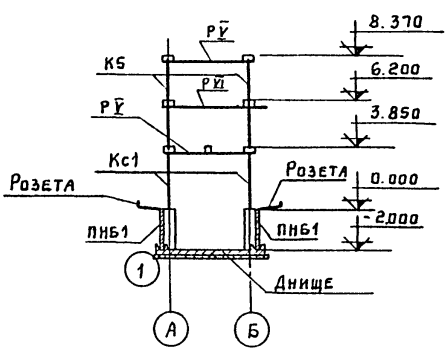 8.370
РV
К5
6.200
РVI
РV
3.850
Кс1
Розета
Розета
0.000
-2,000
ПНБ1
ПНБ1
1
Днище
А
Б